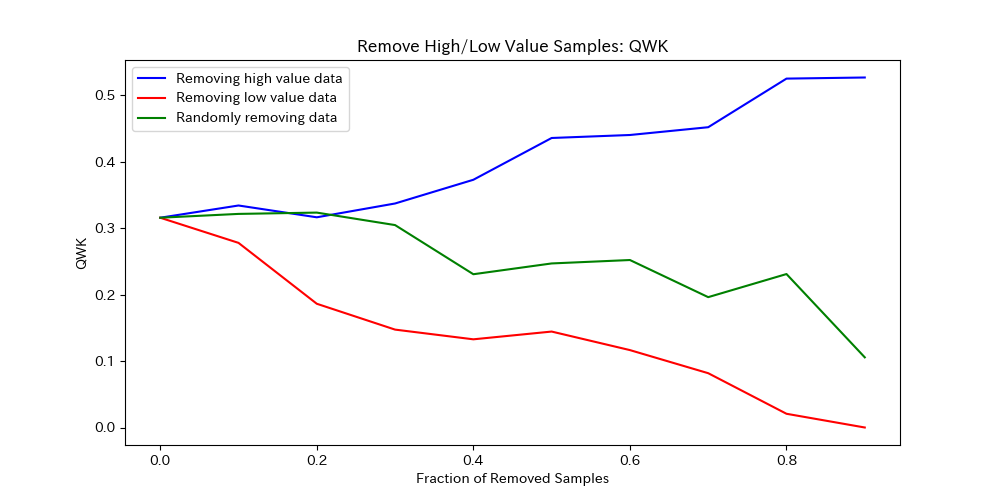 Remove High/Low Value Samples: QWK
Removing high value data
Removing low value data
Randomly removing data
QWK
0.5
0.4
0.3
0.2
0.1
0.0
0.0 0.2 0.4 0.6 0.8
Fraction of Removed Samples